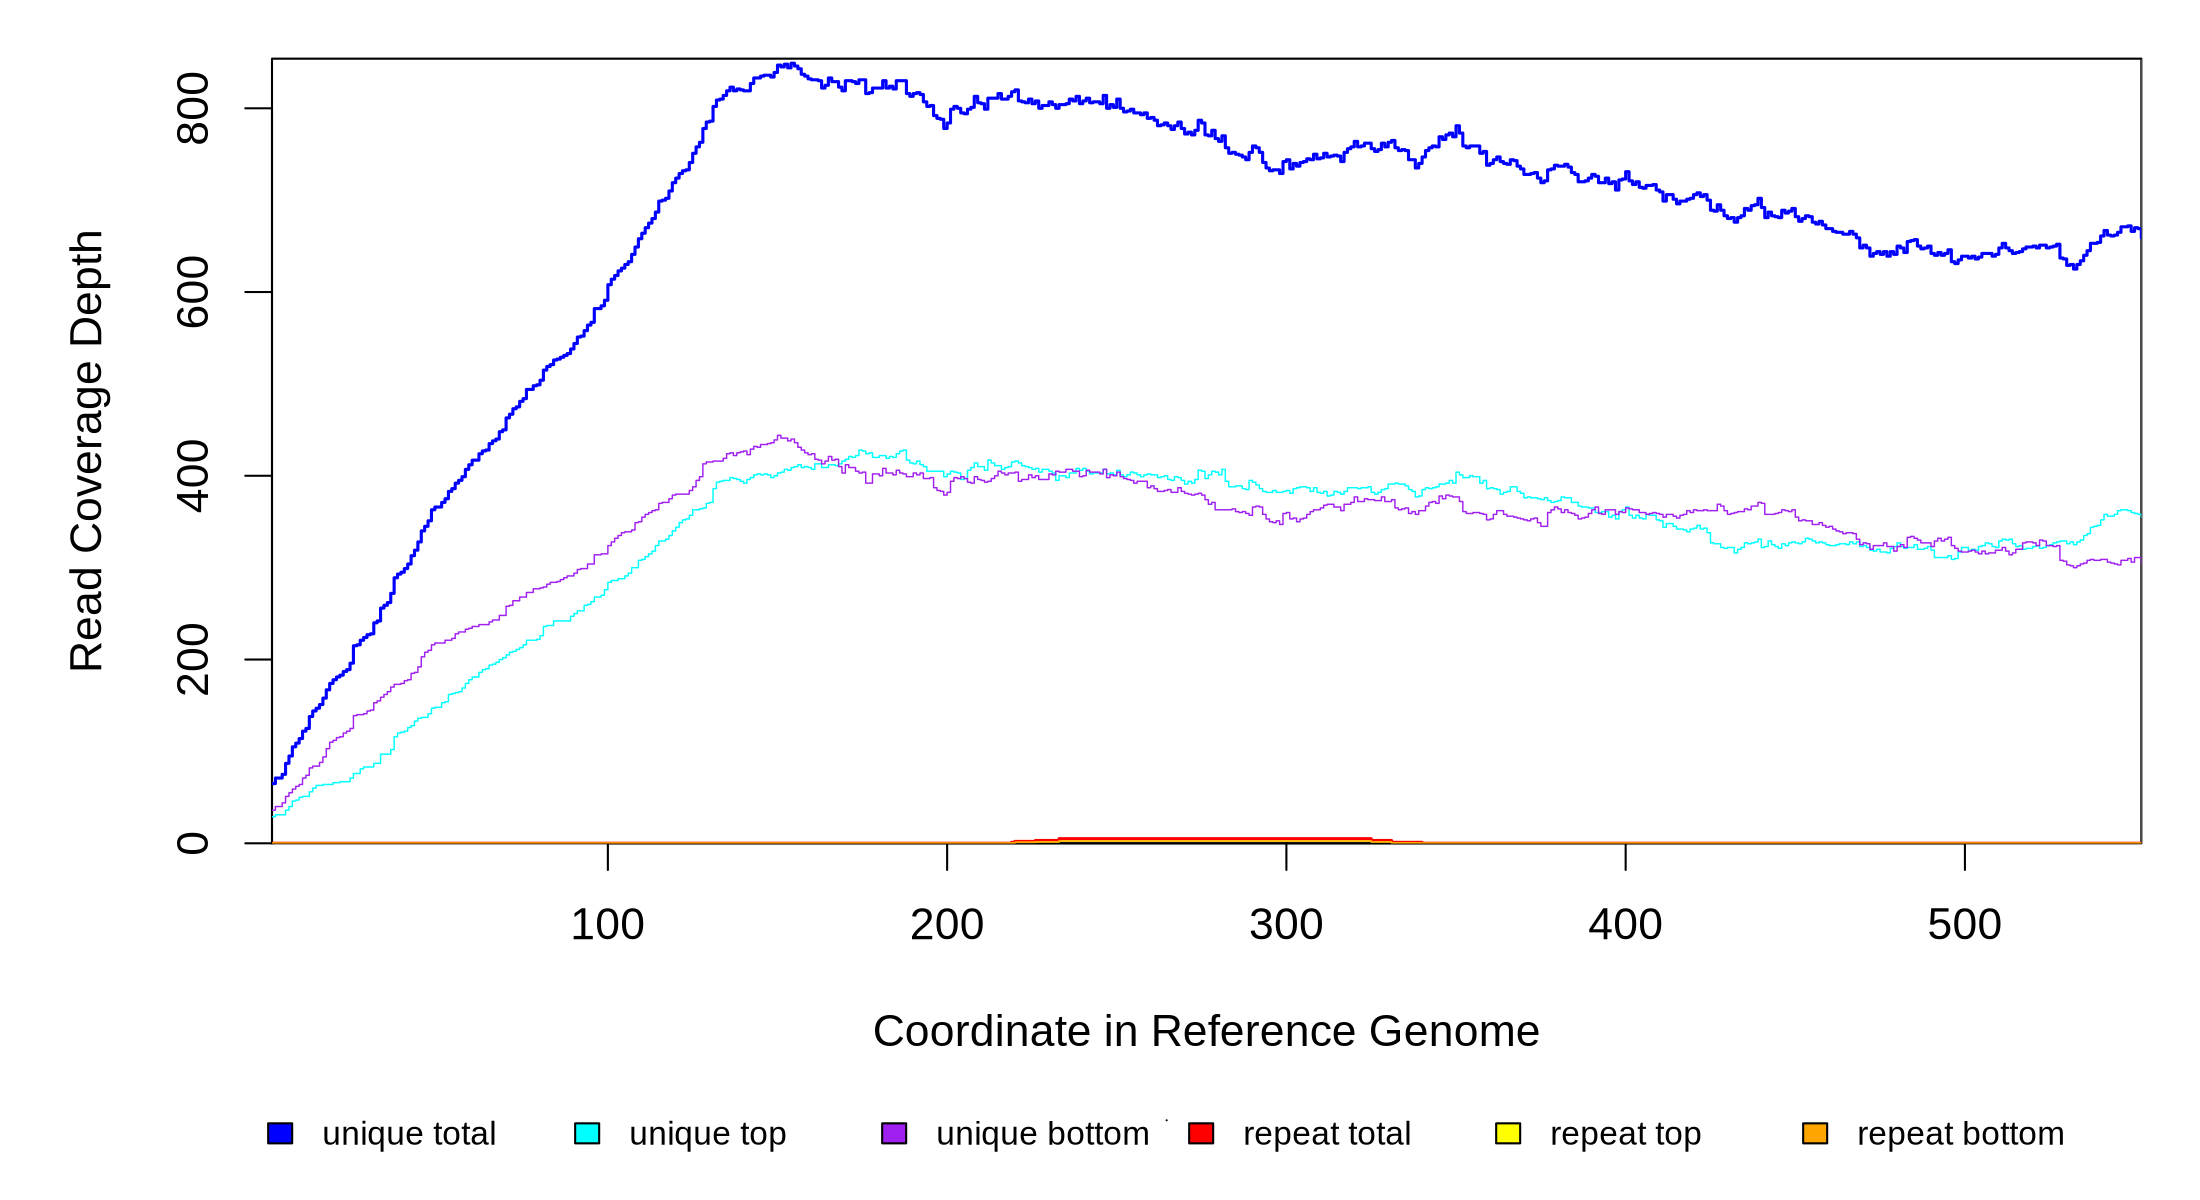 Read Coverage Depth
800
600
400
200
0
100 200 300 400 500
Coordinate in Reference Genome
unique total unique top unique bottom repeat total repeat top repeat bottom